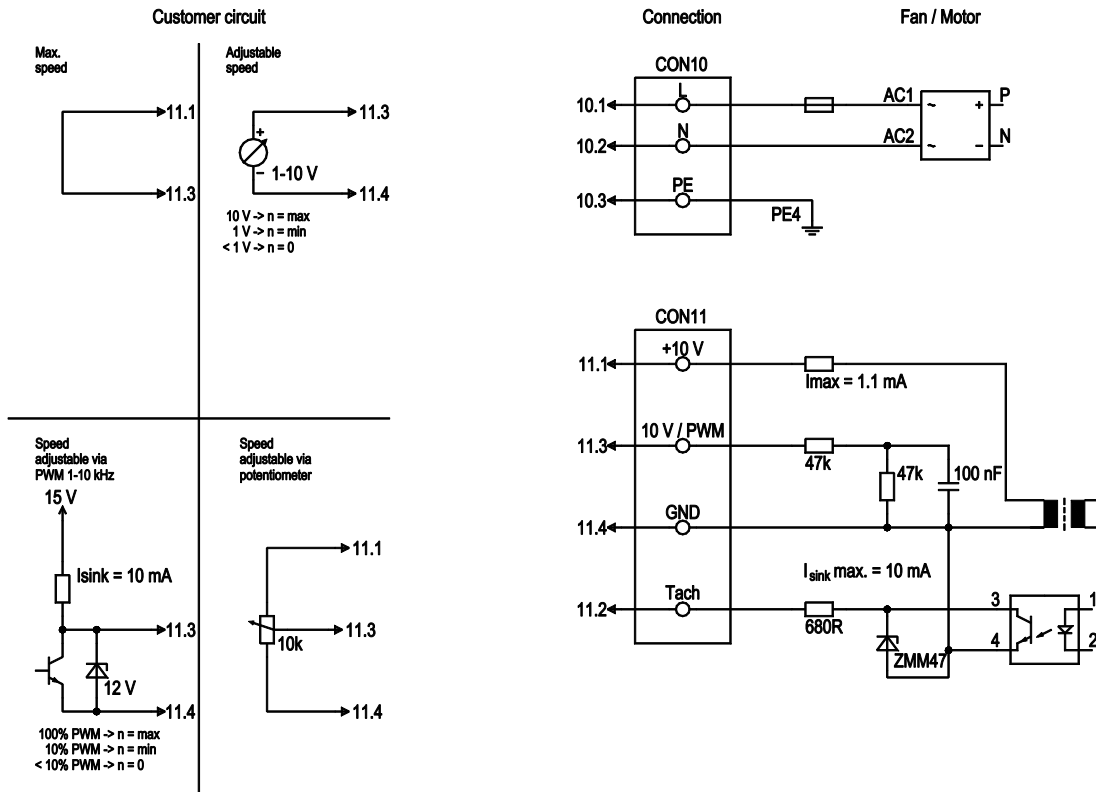 Customer circuit
Connection
Fan / Motor
Max.
speed
11.1
11.3
Adjustable
speed
11.3
+
–
1-10 V
11.4
10 V -> n = max
1 V -> n = min
< 1 V -> n = 0
CON10
10.1
L
AC1
~
+
P
10.2
N
AC2
~
–
N
10.3
PE
PE4
CON11
11.1
+10 V
Imax = 1.1 mA
11.3
10 V / PWM
47k
47k
100 nF
11.4
GND
Isink max. = 10 mA
11.2
Tach
680R
ZMM47
3
4
1
2
Speed
adjustable via
PWM 1-10 kHz
15 V
Isink = 10 mA
11.3
12 V
11.4
100% PWM -> n = max
10% PWM -> n = min
< 10% PWM -> n = 0
Speed
adjustable via
potentiometer
11.1
11.3
10k
11.4